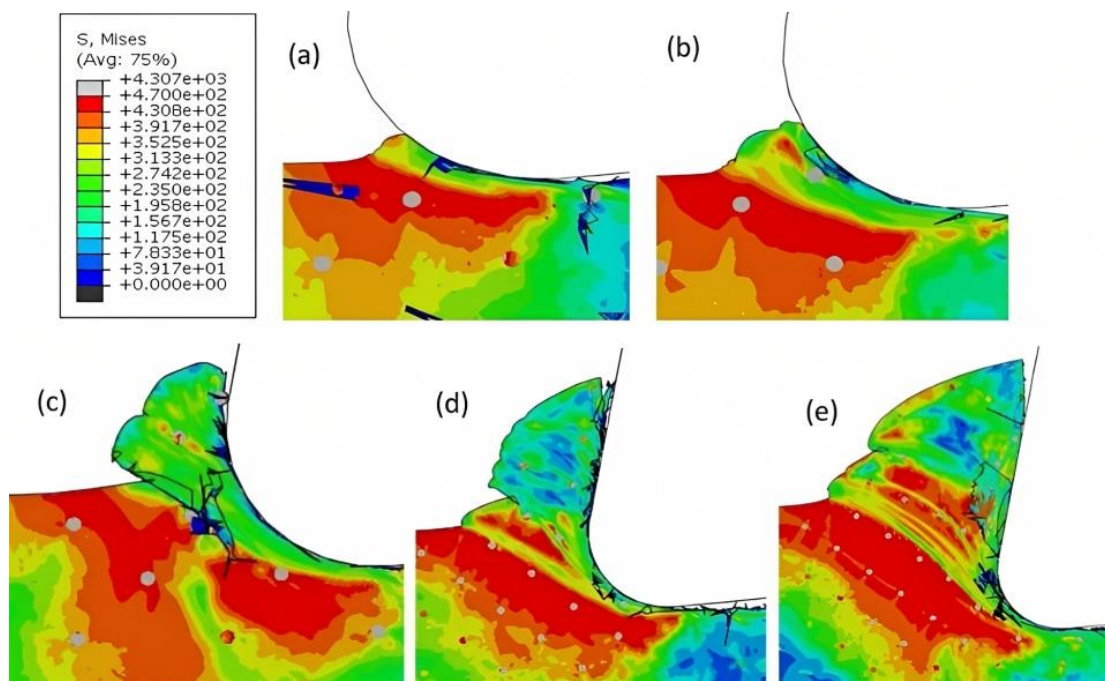 S, Mises
(Avg: 75%)
+4.307e+03
+4.700e+02
+4.308e+02
+3.917e+02
+3.525e+02
+3.133e+02
+2.742e+02
+2.350e+02
+1.958e+02
+1.567e+02
+1.175e+02
+7.833e+01
+3.917e+01
+0.000e+00
(a)
(b)
(c)
(d)
(e)